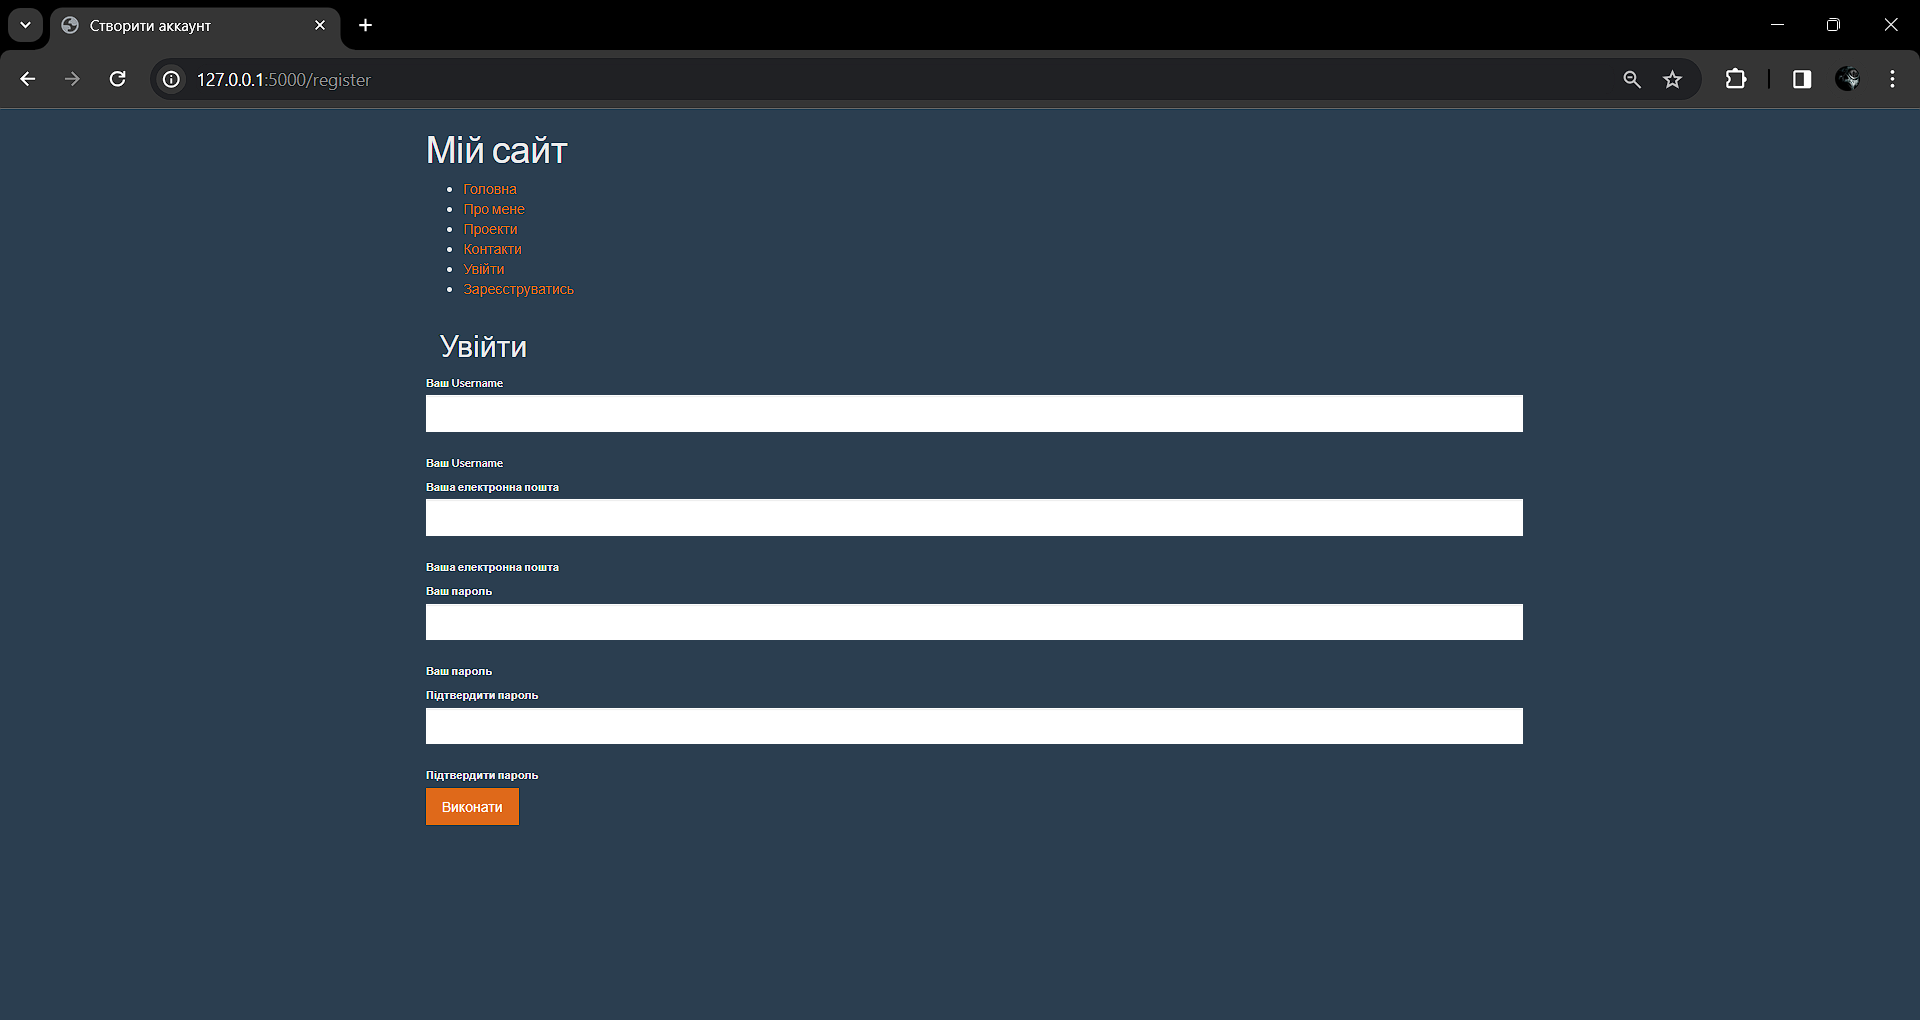 Створити аккаунт
127.0.0.1:5000/register
Мій сайт
Головна
Про мене
Проекти
Контакти
Увійти
Зареєструватись
Увійти
Ваш Username
Ваш Username
Ваша електронна пошта
Ваша електронна пошта
Ваш пароль
Ваш пароль
Підтвердити пароль
Підтвердити пароль
Виконати